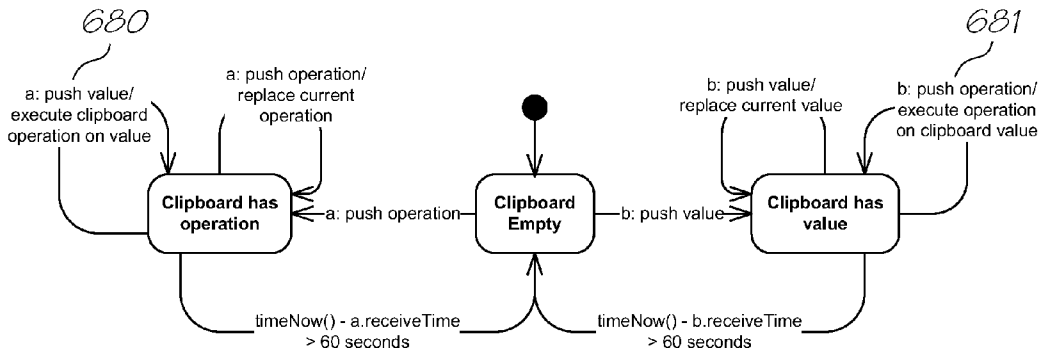 680
681
a: push value/
execute clipboard
operation on value
a: push operation/
replace current
operation
b: push value/
replace current value
b: push operation/
execute operation
on clipboard value
Clipboard has
operation
a: push operation
Clipboard
Empty
b: push value
Clipboard has
value
timeNow() - a.receiveTime
> 60 seconds
timeNow() - b.receiveTime
> 60 seconds